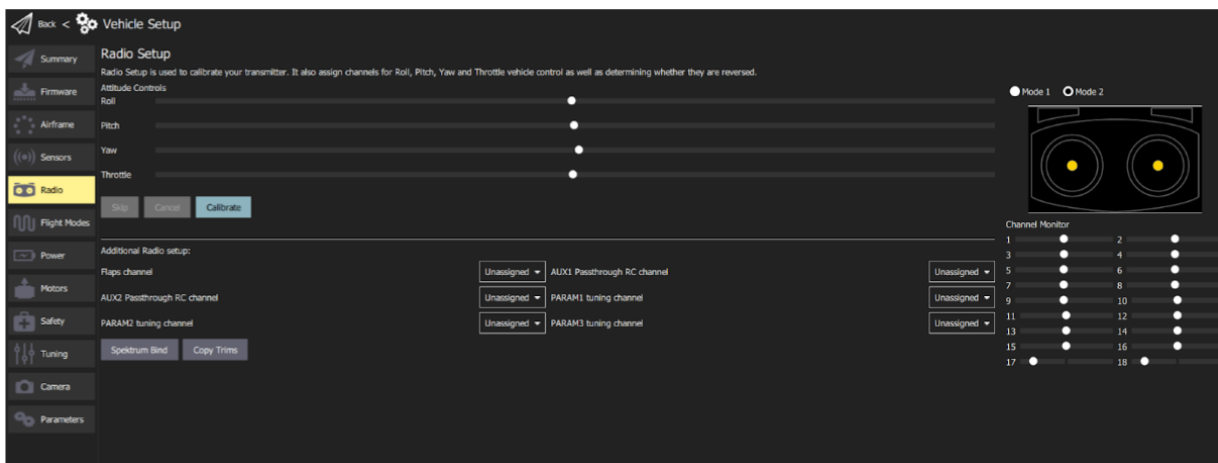 Back < Vehicle Setup
Summary
Firmware
Airframe
Sensors
Radio
Flight Modes
Power
Motors
Safety
Tuning
Camera
Parameters
Radio Setup
Radio Setup is used to calibrate your transmitter. It also assign channels for Roll, Pitch, Yaw and Throttle vehicle control as well as determining whether they are reversed.
Attitude Controls
Roll
Pitch
Yaw
Throttle
Skip Cancel Calibrate
Additional Radio setup:
Flaps channel Unassigned AUX1 Passthrough RC channel Unassigned
AUX2 Passthrough RC channel Unassigned PARAM1 tuning channel Unassigned
PARAM2 tuning channel Unassigned PARAM3 tuning channel Unassigned
Spektrum Bind Copy Trims
Mode 1 Mode 2
Channel Monitor
1 2
3 4
5 6
7 8
9 10
11 12
13 14
15 16
17 18